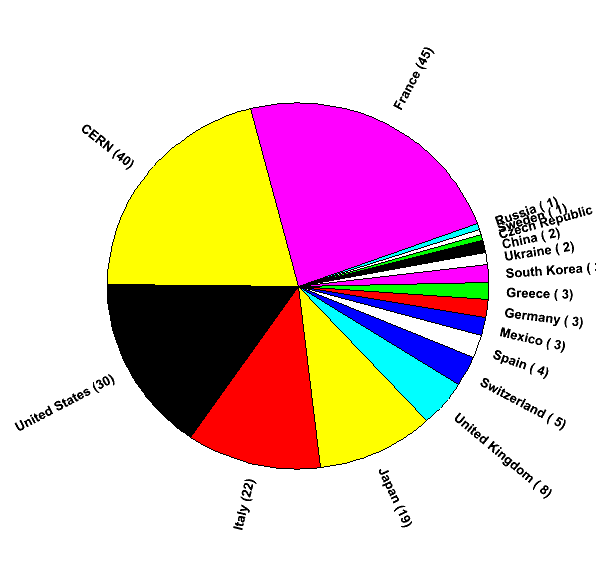 France (45)
CERN (40)
Russia ( 1)
Sweden ( 1)
Czech Republic
China ( 2)
Ukraine ( 2)
South Korea (
Greece ( 3)
Germany ( 3)
Mexico ( 3)
Spain ( 4)
Switzerland ( 5)
United Kingdom ( 8)
Japan (19)
Italy (22)
United States (30)